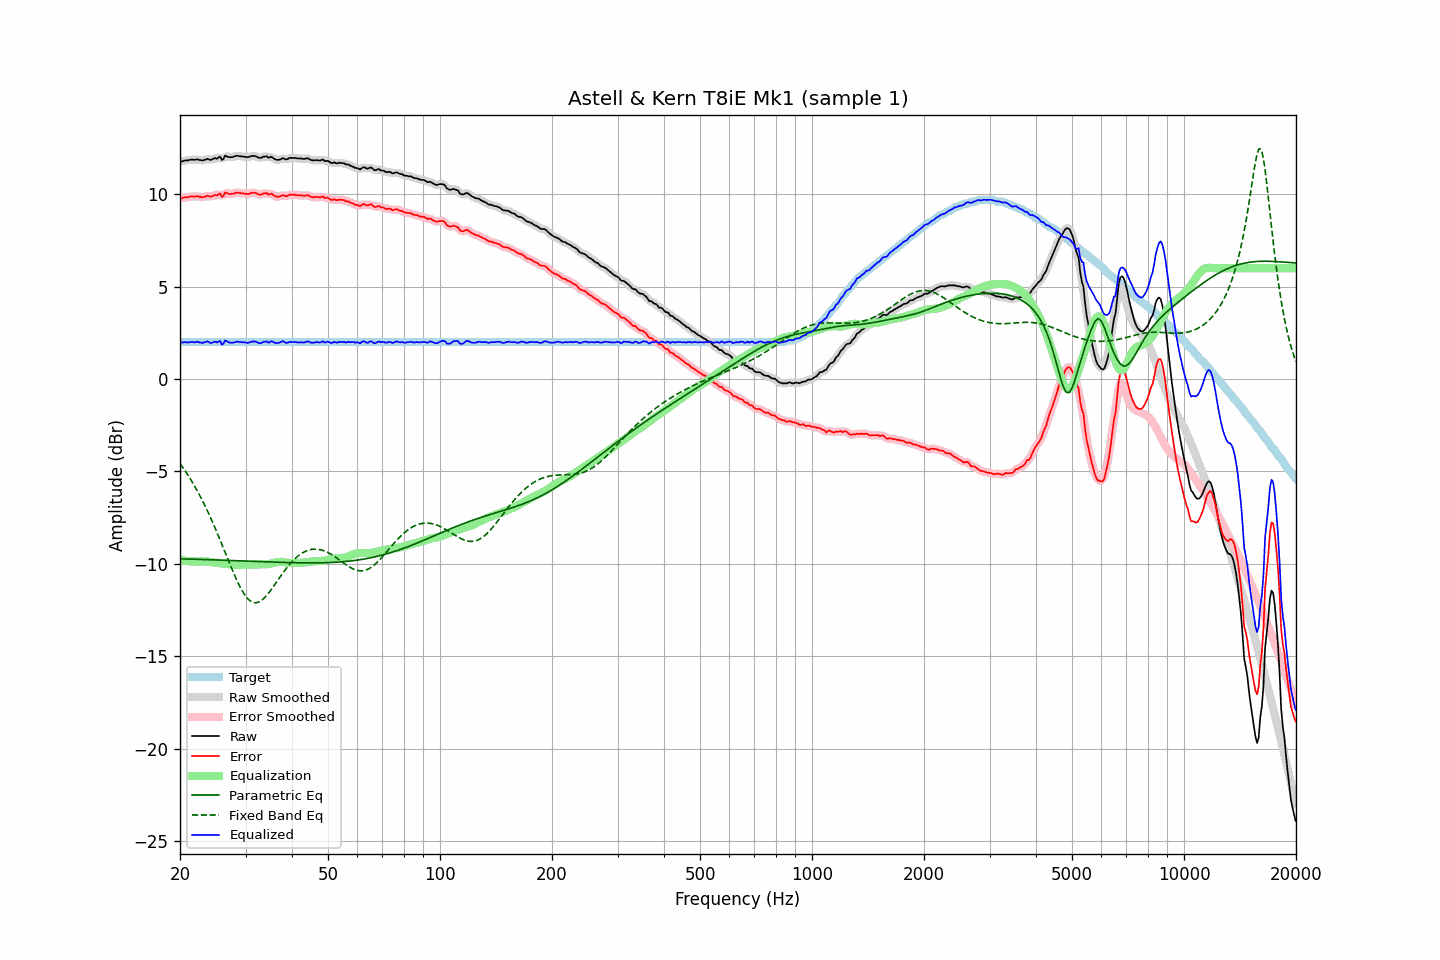 Astell & Kern T8iE Mk1 (sample 1)
Amplitude (dBr)
10
5
0
−5
−10
−15
−20
−25
Target
Raw Smoothed
Error Smoothed
Raw
Error
Equalization
Parametric Eq
Fixed Band Eq
Equalized
20 50 100 200 500 1000 2000 5000 10000 20000
Frequency (Hz)